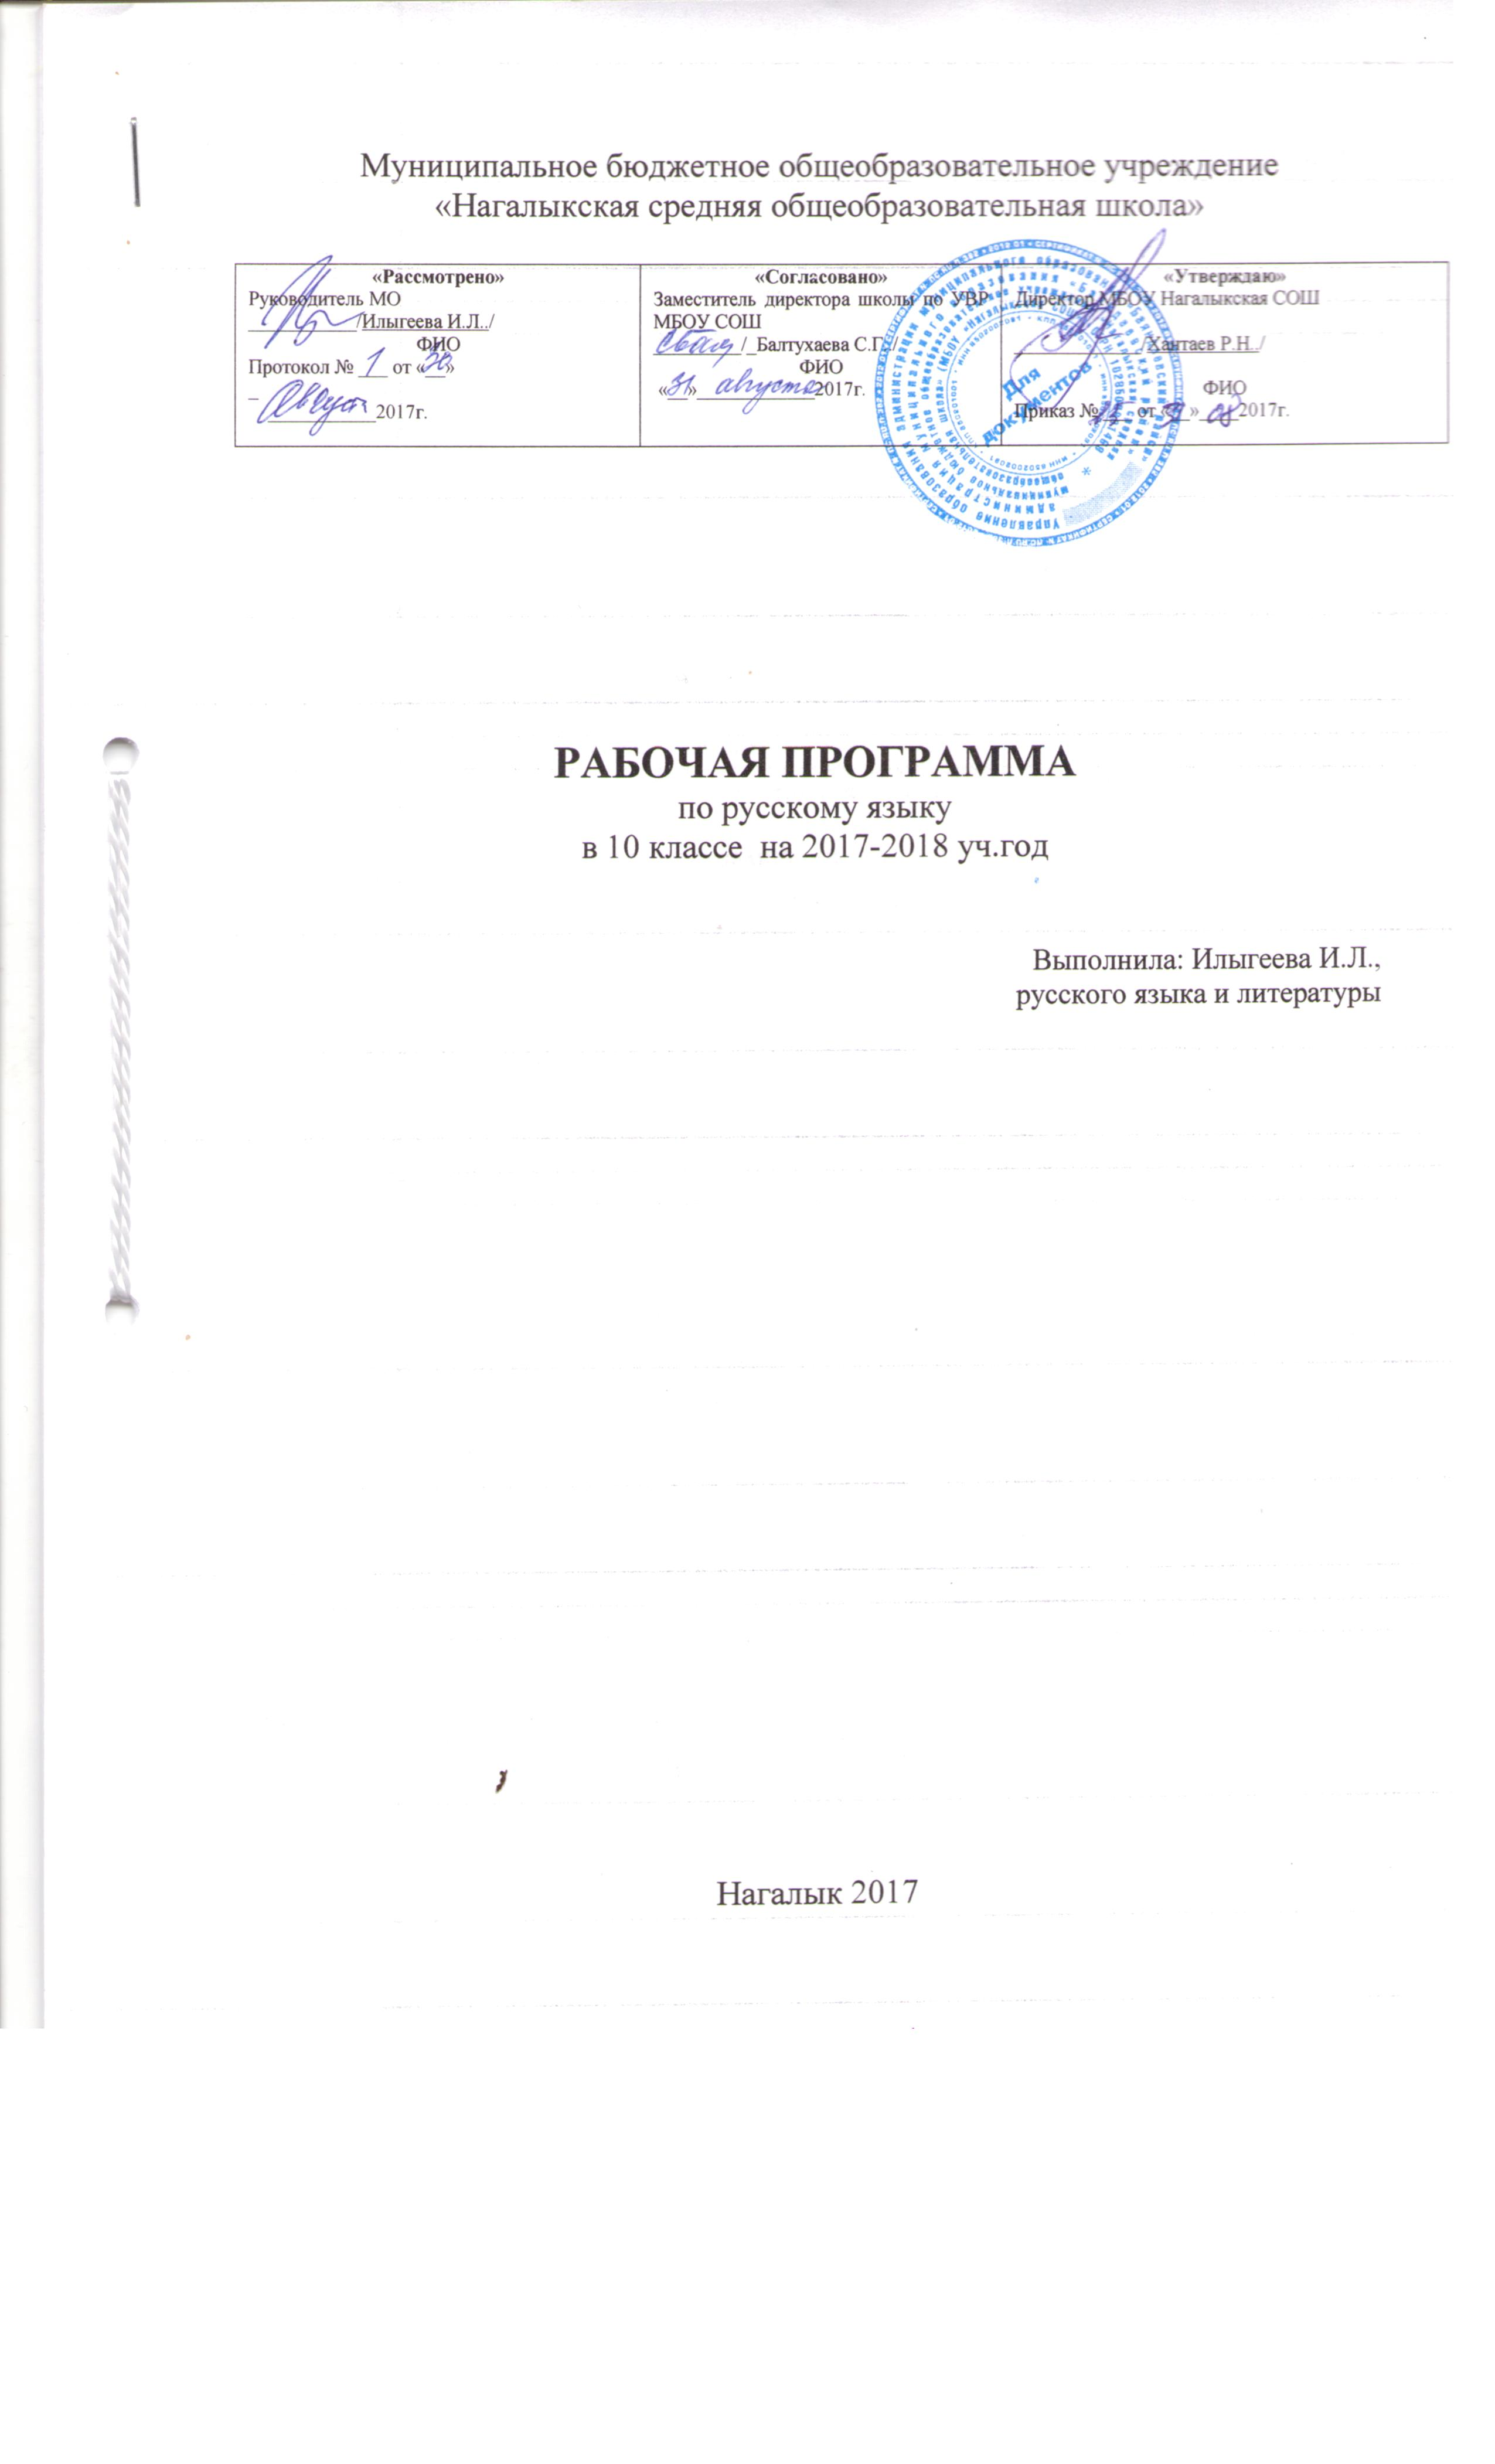 Муниципальное бюджетное общеобразовательное учреждение
«Нагалыкская средняя общеобразовательная школа»
«Рассмотрено»
Руководитель МО
/Илыгеева И.Л../
ФИО
Протокол № 1 от «30»
август 2017г.
«Согласовано»
Заместитель директора школы по УВР
МБОУ СОШ
/_Балтухаева С.Г../
ФИО
«31» августа 2017г.
«Утверждаю»
Директор МБОУ Нагалыкская СОШ
/Хантаев Р.Н../
ФИО
Приказ № от « » 08 2017г.
Для
документов
РАБОЧАЯ ПРОГРАММА
по русскому языку
в 10 классе на 2017-2018 уч.год
Выполнила: Илыгеева И.Л.,
русского языка и литературы
Нагалык 2017